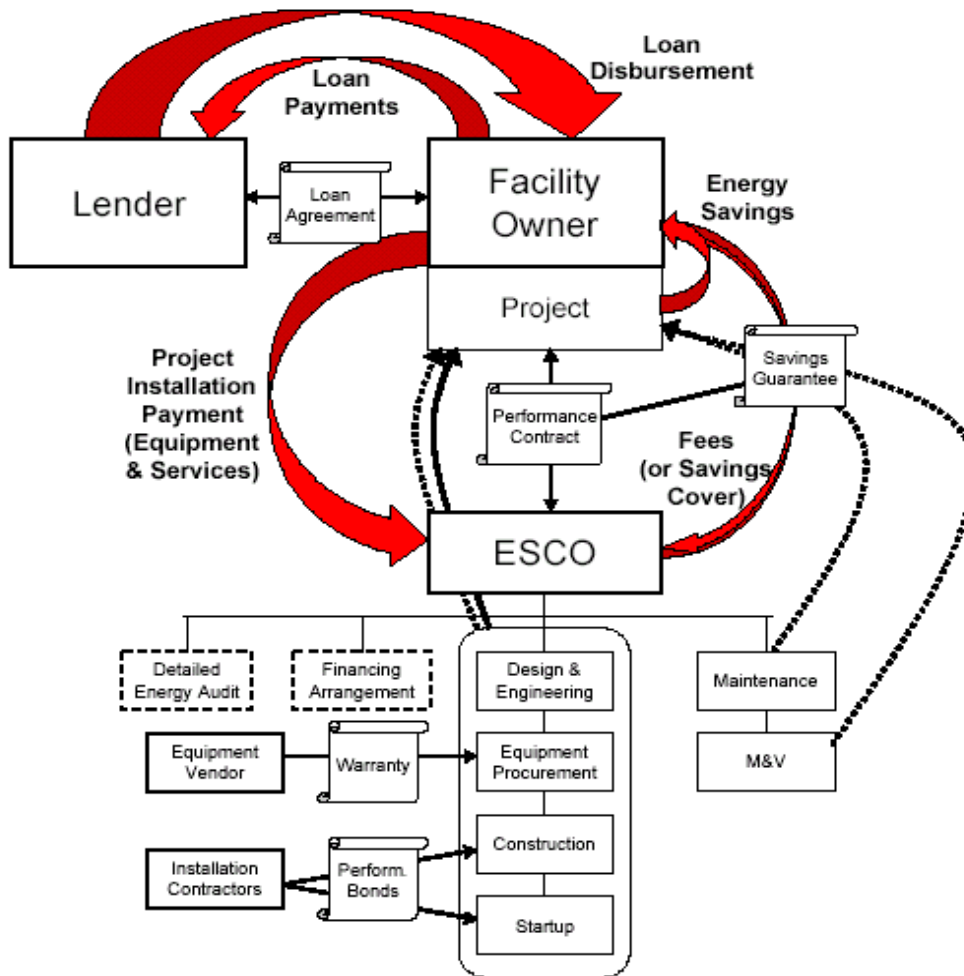 Loan
Disbursement
Loan
Payments
Lender
Loan
Agreement
Facility
Owner
Energy
Savings
Project
Project
Installation
Payment
(Equipment
& Services)
Savings
Guarantee
Performance
Contract
Fees
(or Savings
Cover)
ESCO
Detailed
Energy Audit
Financing
Arrangement
Design &
Engineering
Maintenance
Equipment
Vendor
Warranty
Equipment
Procurement
M&V
Installation
Contractors
Perform.
Bonds
Construction
Startup